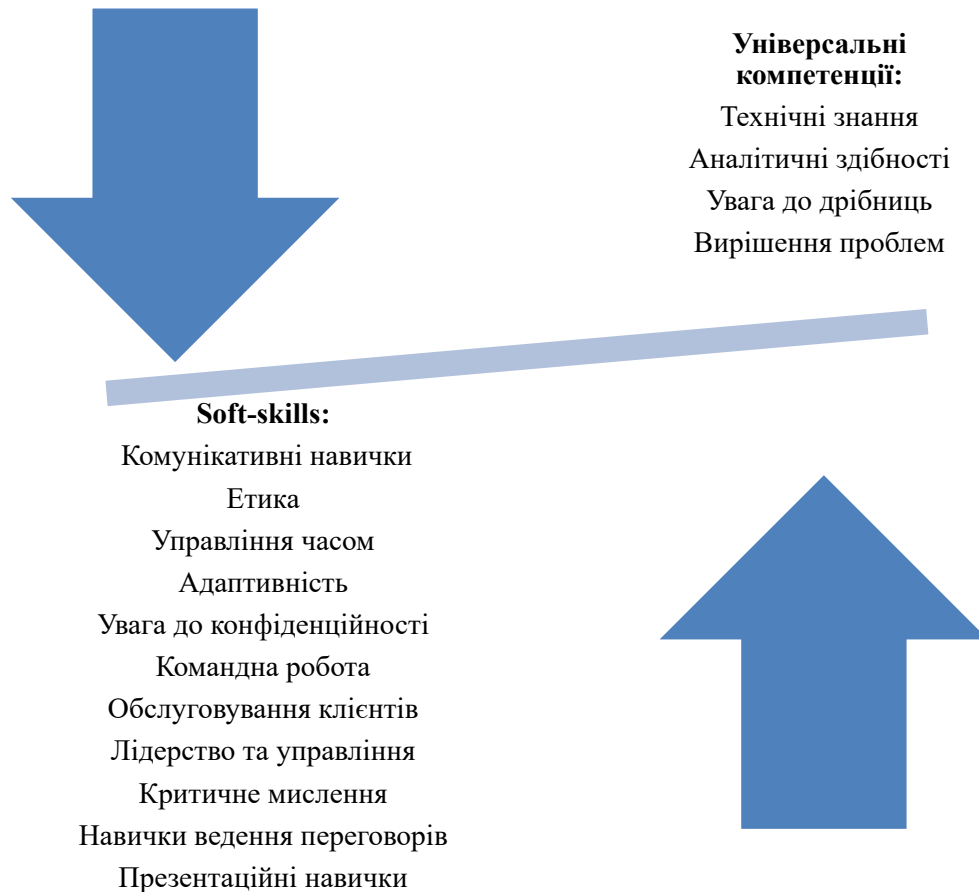 Універсальні
компетенції:
Технічні знання
Аналітичні здібності
Увага до дрібниць
Вирішення проблем
Soft-skills:
Комунікативні навички
Етика
Управління часом
Адаптивність
Увага до конфіденційності
Командна робота
Обслуговування клієнтів
Лідерство та управління
Критичне мислення
Навички ведення переговорів
Презентаційні навички